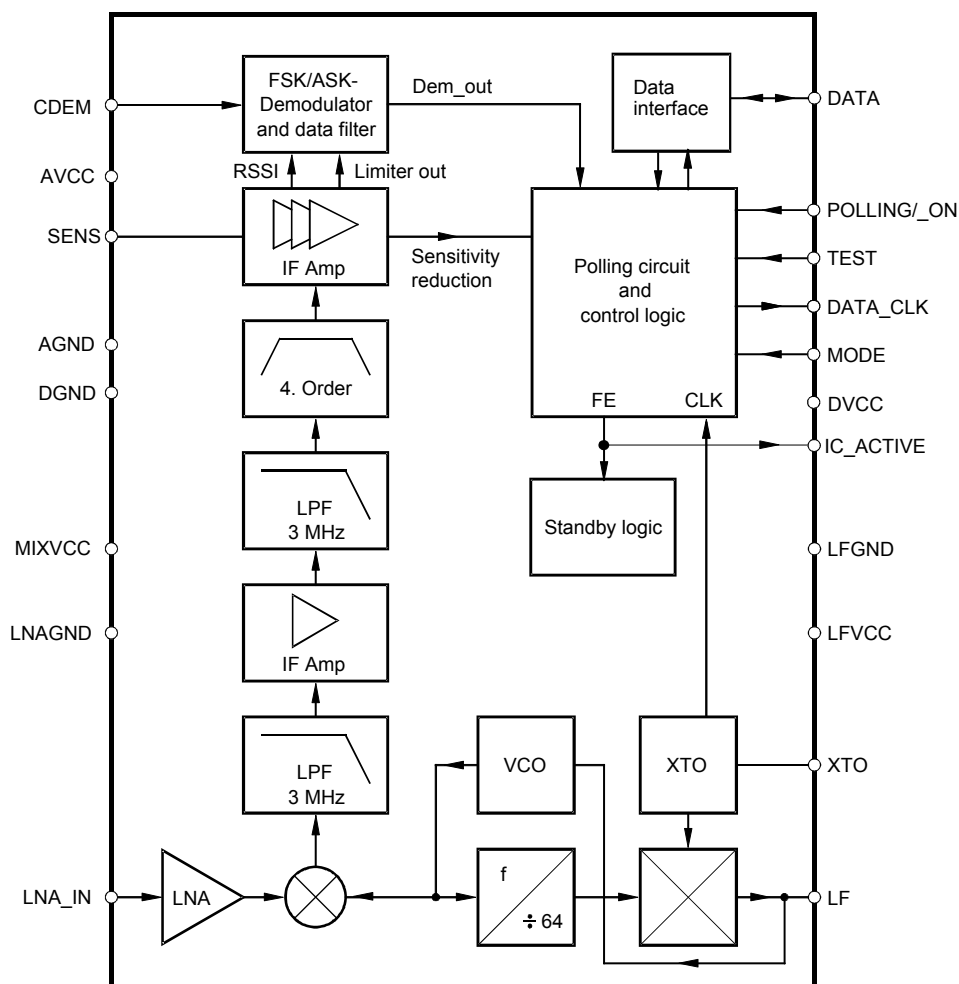 CDEM
AVCC
SENS
AGND
DGND
MIXVCC
LNAGND
LNA_IN
FSK/ASK-
Demodulator
and data filter
Dem_out
RSSI
Limiter out
IF Amp
Sensitivity
reduction
4. Order
LPF
3 MHz
IF Amp
LPF
3 MHz
LNA
VCO
f
÷ 64
XTO
Data
interface
Polling circuit
and
control logic
FE
CLK
Standby logic
DATA
POLLING/_ON
TEST
DATA_CLK
MODE
DVCC
IC_ACTIVE
LFGND
LFVCC
XTO
LF